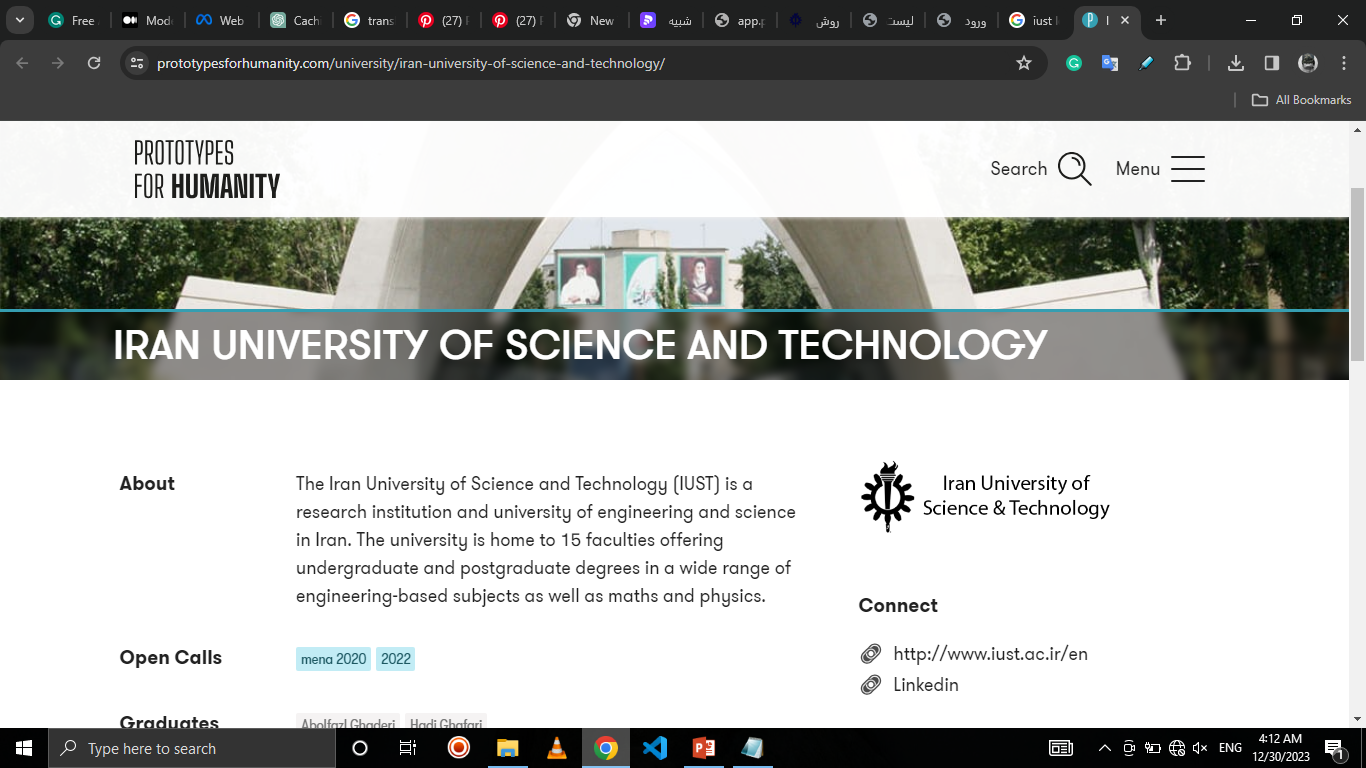 Free
Mode
Web
Cach
trans
(27) P
(27) P
New
شبیه
app.p
روش
لیست
ورود
iust l
prototypesforhumanity.com/university/iran-university-of-science-and-technology/
All Bookmarks
PROTOTYPES
FOR HUMANITY
Search
Menu
IRAN UNIVERSITY OF SCIENCE AND TECHNOLOGY
About
The Iran University of Science and Technology (IUST) is a
research institution and university of engineering and science
in Iran. The university is home to 15 faculties offering
undergraduate and postgraduate degrees in a wide range of
engineering-based subjects as well as maths and physics.
Iran University of
Science & Technology
Connect
http://www.iust.ac.ir/en
Linkedin
Open Calls
mena 2020 2022
Graduates
Abolfazl Ghaderi Hadi Ghafari
Type here to search
ENG
4:12 AM
12/30/2023
1